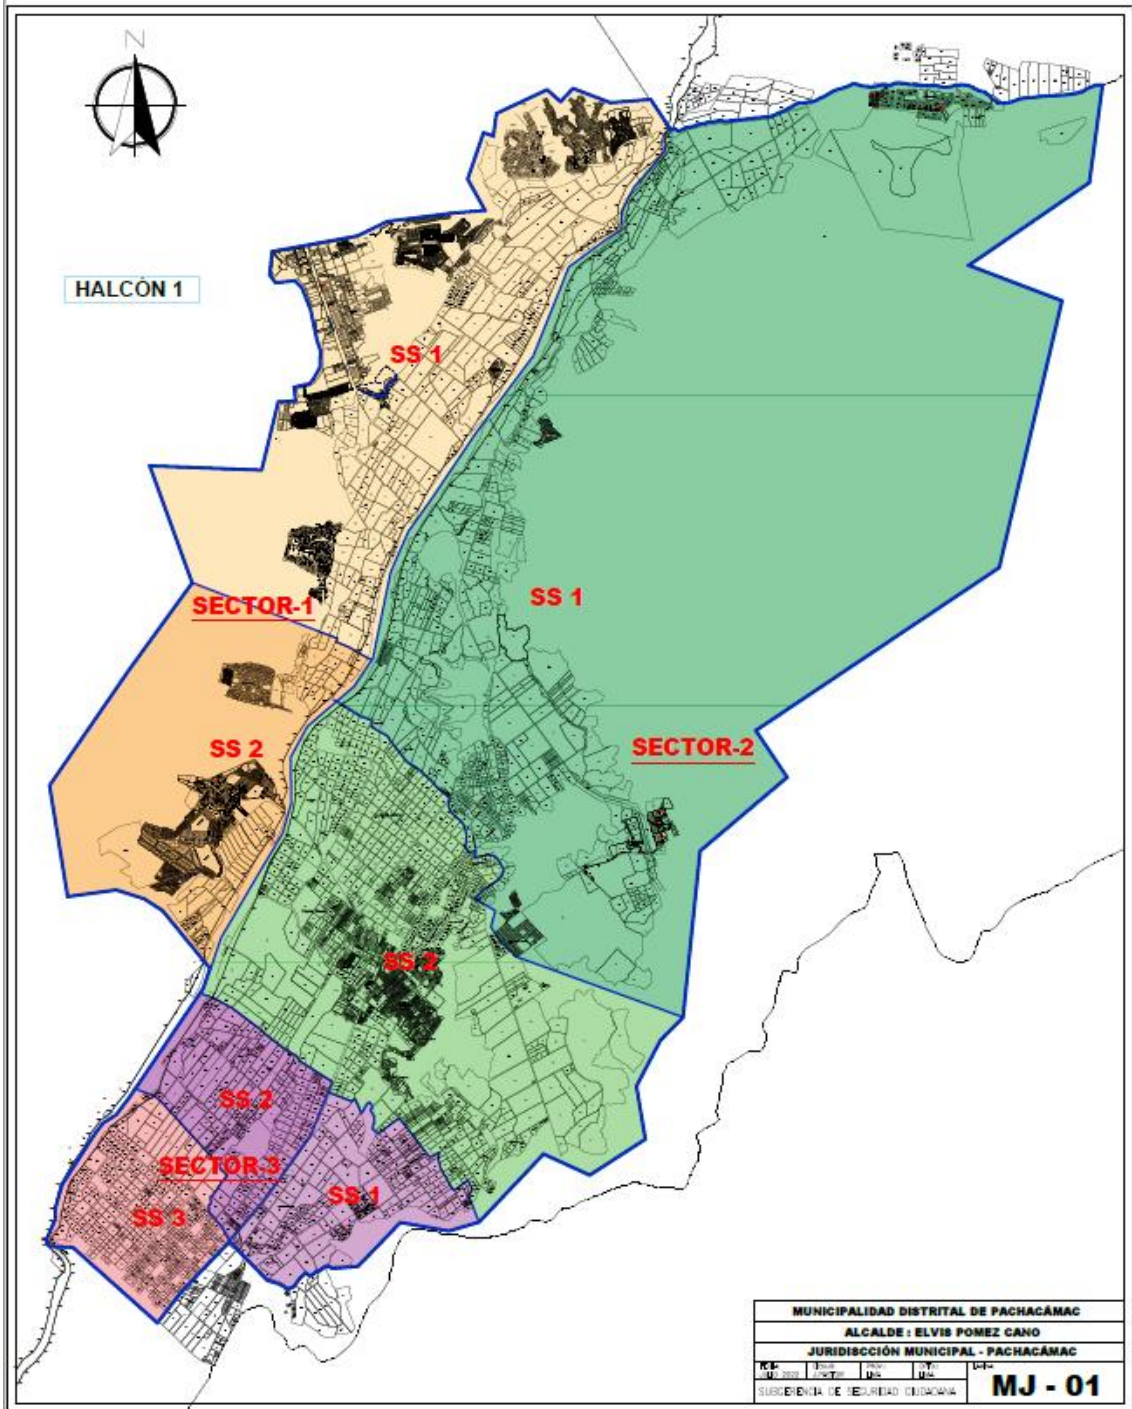 N
HALCÓN 1
SS 1
SECTOR-1
SS 1
SS 2
SECTOR-2
SS 2
SS 2
SECTOR-3
SS 1
SS 3
MUNICIPALIDAD DISTRITAL DE PACHACÁMAC
ALCALDE : ELVIS POMEZ CANO
JURIDISCCIÓN MUNICIPAL - PACHACÁMAC
MJ - 01
SUBGERENCIA DE SEGURIDAD CIUDADANA